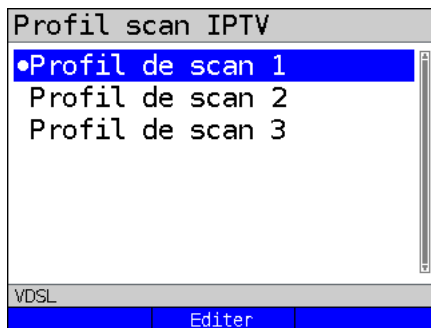 Profil scan IPTV
•Profil de scan 1
Profil de scan 2
Profil de scan 3
VDSL
Editer